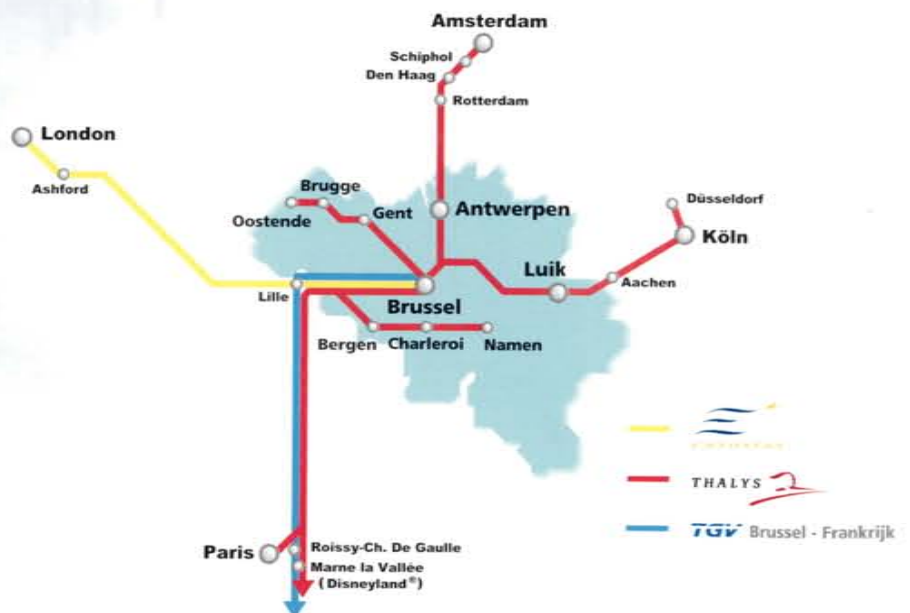 Amsterdam
Schiphol
Den Haag
Rotterdam
London
Ashford
Brugge
Oostende
Gent
Antwerpen
Düsseldorf
Köln
Luik
Aachen
Lille
Brussel
Bergen
Charleroi
Namen
THALYS
TGV Brussel - Frankrijk
Paris
Roissy-Ch. De Gaulle
Marne la Vallée
(Disneyland®)